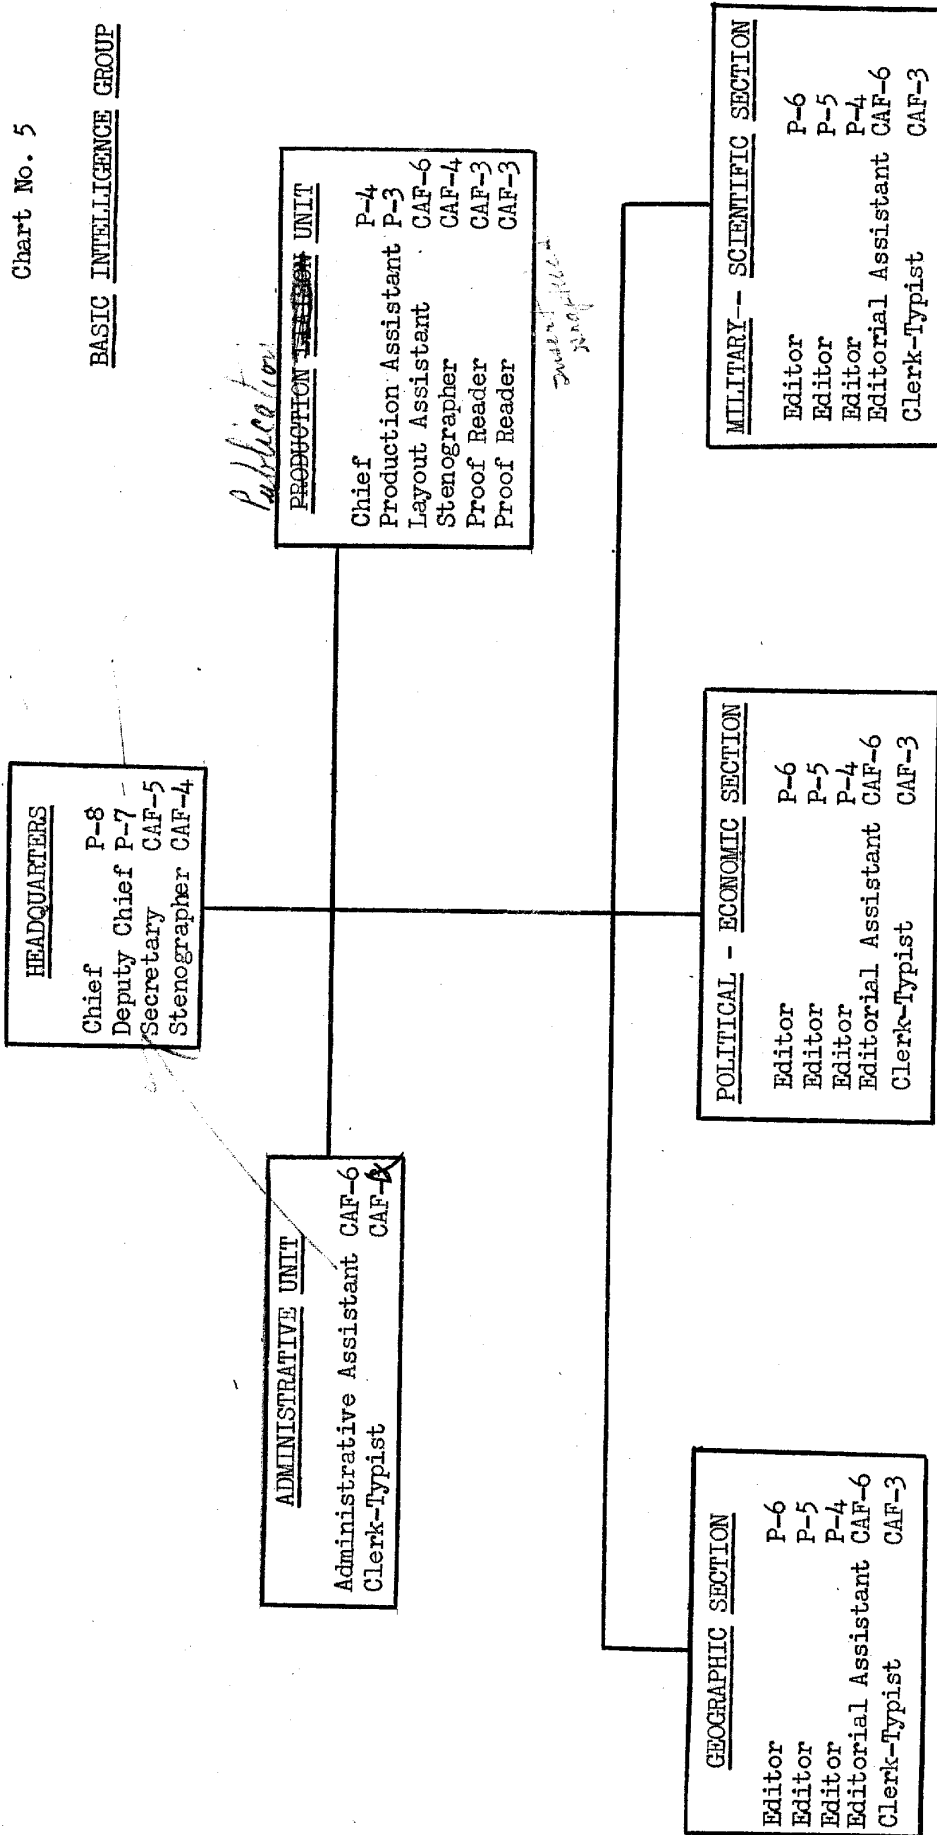 Chart No. 5
BASIC INTELLIGENCE GROUP
HEADQUARTERS
Chief P-8
Deputy Chief P-7
Secretary CAF-5
Stenographer CAF-4
ADMINISTRATIVE UNIT
Administrative Assistant CAF-6
Clerk-Typist CAF-
Publication
PRODUCTION UNIT
Chief P-4
Production Assistant P-3
Layout Assistant CAF-6
Stenographer CAF-4
Proof Reader CAF-3
Proof Reader CAF-3
GEOGRAPHIC SECTION
Editor P-6
Editor P-5
Editor P-4
Editorial Assistant CAF-6
Clerk-Typist CAF-3
POLITICAL - ECONOMIC SECTION
Editor P-6
Editor P-5
Editor P-4
Editorial Assistant CAF-6
Clerk-Typist CAF-3
MILITARY-- SCIENTIFIC SECTION
Editor P-6
Editor P-5
Editor P-4
Editorial Assistant CAF-6
Clerk-Typist CAF-3